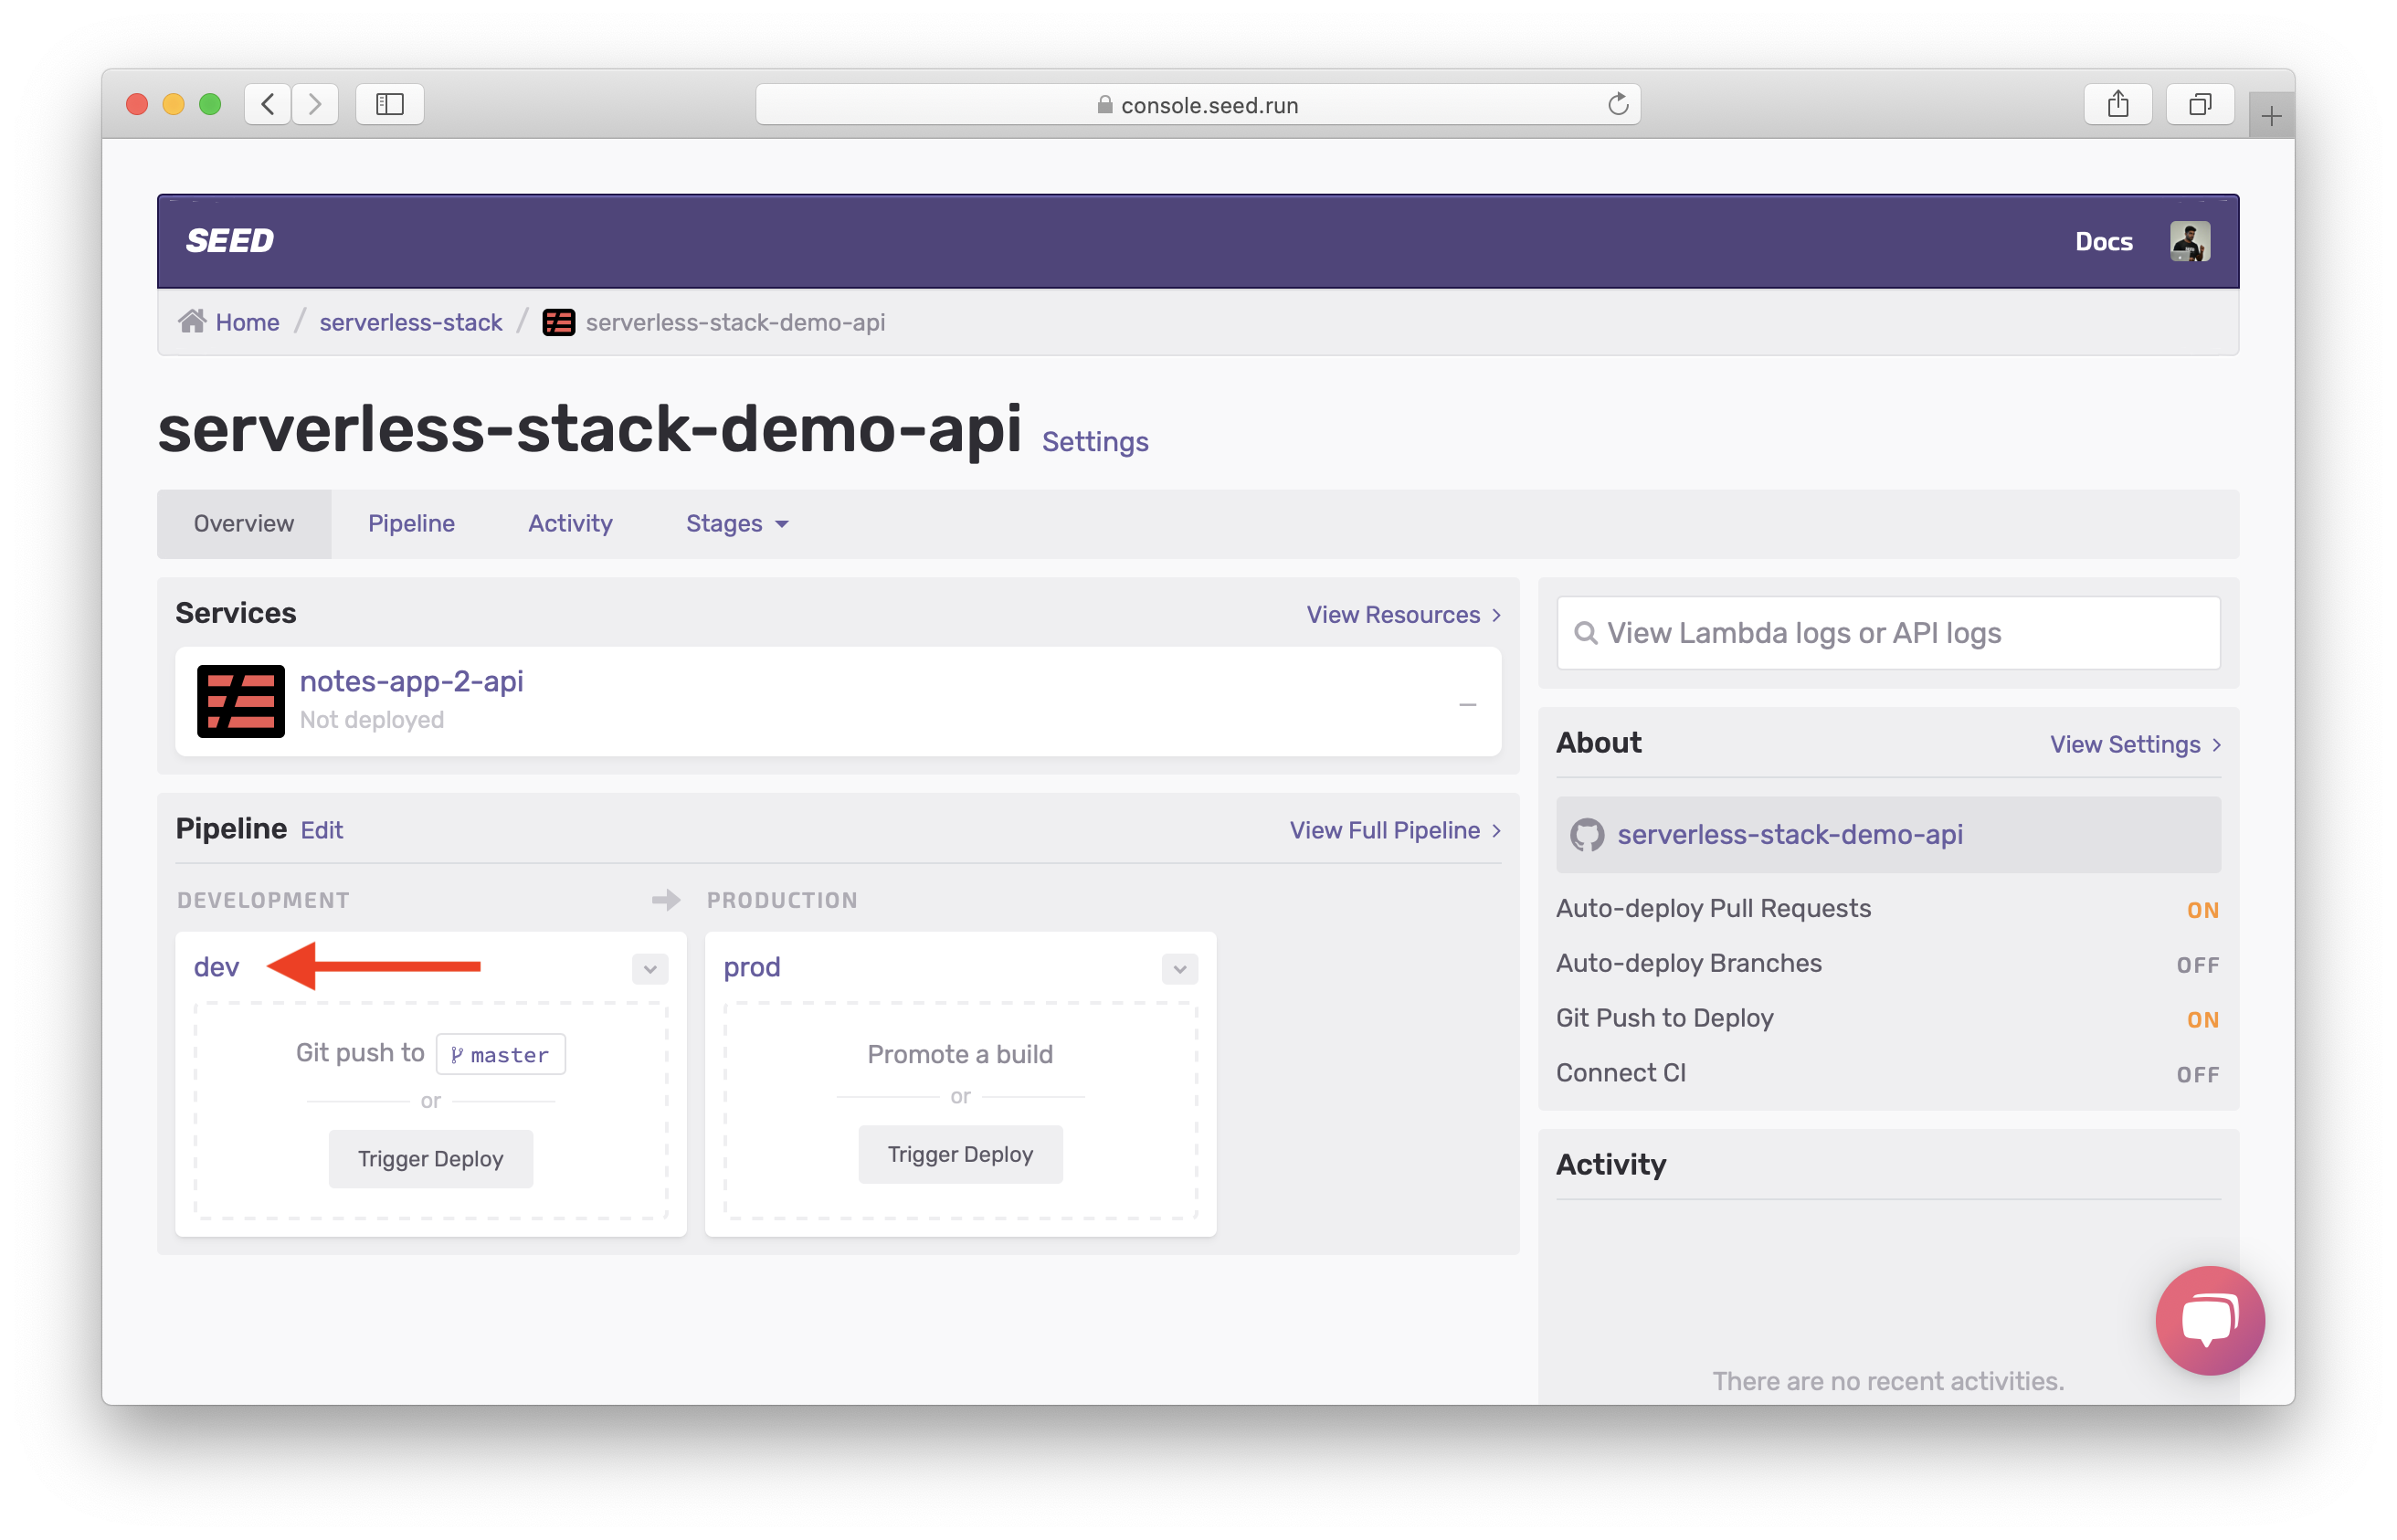 console.seed.run
SEED
Docs
Home / serverless-stack / serverless-stack-demo-api
serverless-stack-demo-api Settings
Overview Pipeline Activity Stages
Services View Resources
notes-app-2-api
Not deployed
Pipeline Edit View Full Pipeline
DEVELOPMENT PRODUCTION
dev
Git push to master
or
Trigger Deploy
prod
Promote a build
or
Trigger Deploy
View Lambda logs or API logs
About View Settings
serverless-stack-demo-api
Auto-deploy Pull Requests ON
Auto-deploy Branches OFF
Git Push to Deploy ON
Connect CI OFF
Activity
There are no recent activities.